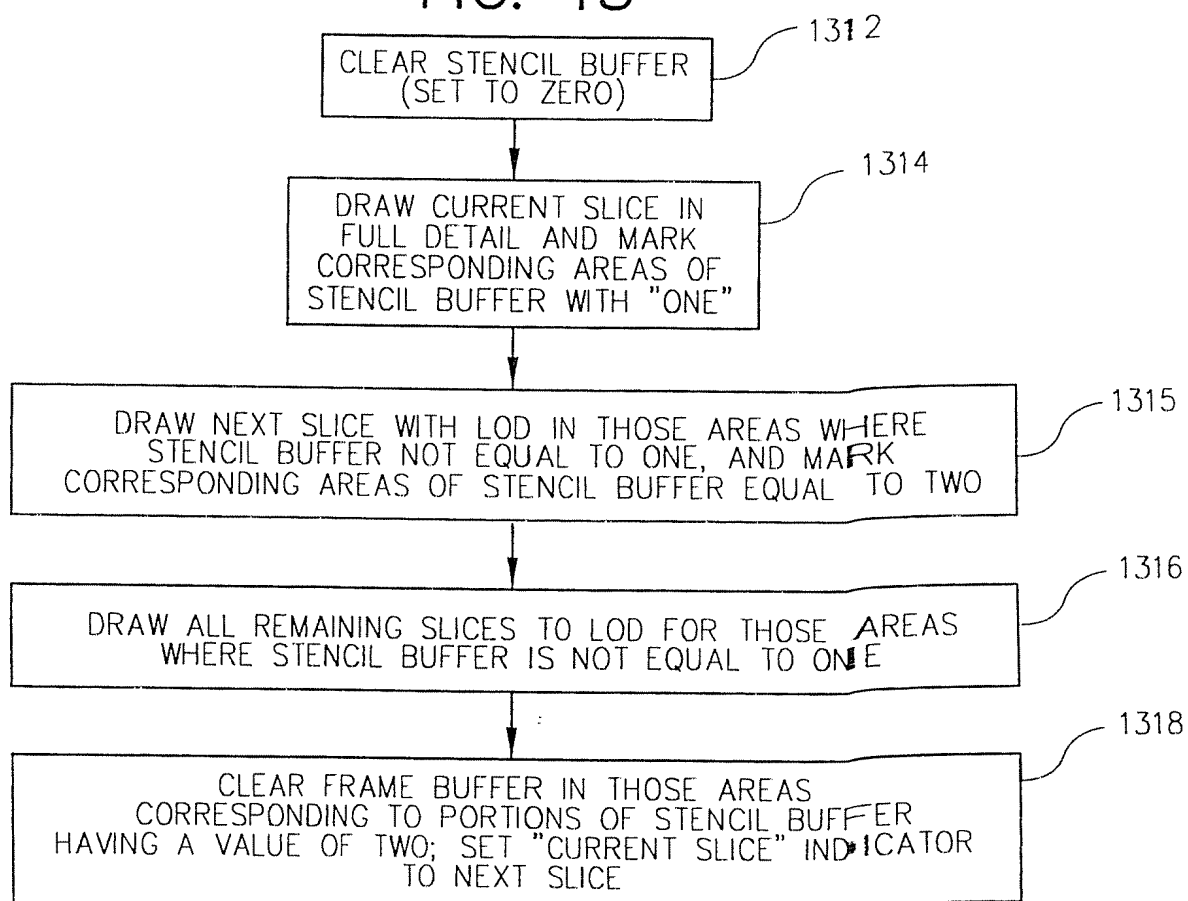 FIG. 13
1312
CLEAR STENCIL BUFFER
(SET TO ZERO)
1314
DRAW CURRENT SLICE IN
FULL DETAIL AND MARK
CORRESPONDING AREAS OF
STENCIL BUFFER WITH "ONE"
1315
DRAW NEXT SLICE WITH LOD IN THOSE AREAS WHERE
STENCIL BUFFER NOT EQUAL TO ONE, AND MARK
CORRESPONDING AREAS OF STENCIL BUFFER EQUAL TO TWO
1316
DRAW ALL REMAINING SLICES TO LOD FOR THOSE AREAS
WHERE STENCIL BUFFER IS NOT EQUAL TO ONE
1318
CLEAR FRAME BUFFER IN THOSE AREAS
CORRESPONDING TO PORTIONS OF STENCIL BUFFER
HAVING A VALUE OF TWO; SET "CURRENT SLICE" INDICATOR
TO NEXT SLICE